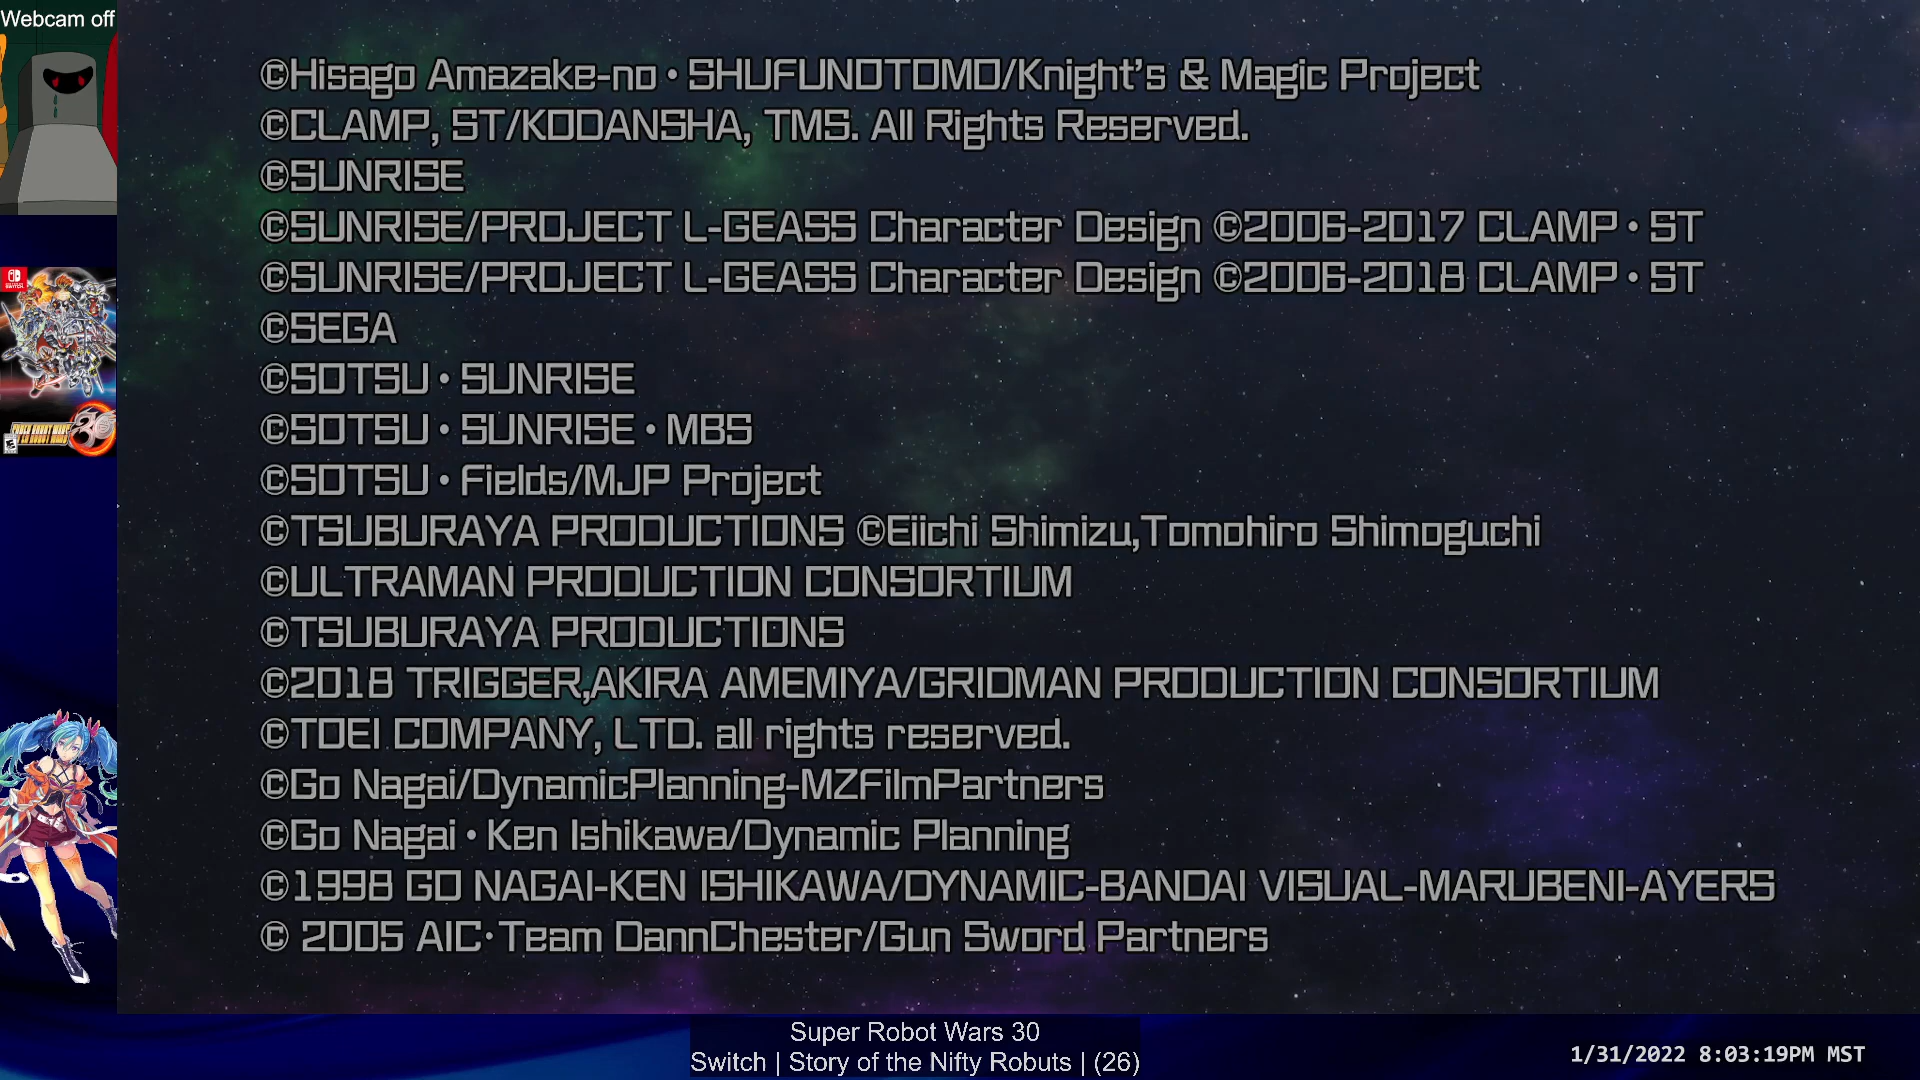 Webcam off
©Hisago Amazake-no・SHUFUNOTOMO/Knight's & Magic Project
©CLAMP, ST/KODANSHA, TMS. All Rights Reserved.
©SUNRISE
©SUNRISE/PROJECT L-GEASS Character Design ©2006-2017 CLAMP・ST
©SUNRISE/PROJECT L-GEASS Character Design ©2006-2018 CLAMP・ST
©SEGA
©SOTSU・SUNRISE
©SOTSU・SUNRISE・MBS
©SOTSU・Fields/MJP Project
©TSUBURAYA PRODUCTIONS ©Eiichi Shimizu,Tomohiro Shimoguchi
©ULTRAMAN PRODUCTION CONSORTIUM
©TSUBURAYA PRODUCTIONS
©2018 TRIGGER,AKIRA AMEMIYA/GRIDMAN PRODUCTION CONSORTIUM
©TOEI COMPANY, LTD. all rights reserved.
©Go Nagai/DynamicPlanning-MZFilmPartners
©Go Nagai・Ken Ishikawa/Dynamic Planning
©1998 GO NAGAI-KEN ISHIKAWA/DYNAMIC-BANDAI VISUAL-MARUBENI-AYERS
© 2005 AIC·Team DannChester/Gun Sword Partners
SUPER ROBOT WARS 30
Super Robot Wars 30
Switch | Story of the Nifty Robuts | (26)
1/31/2022 8:03:19PM MST